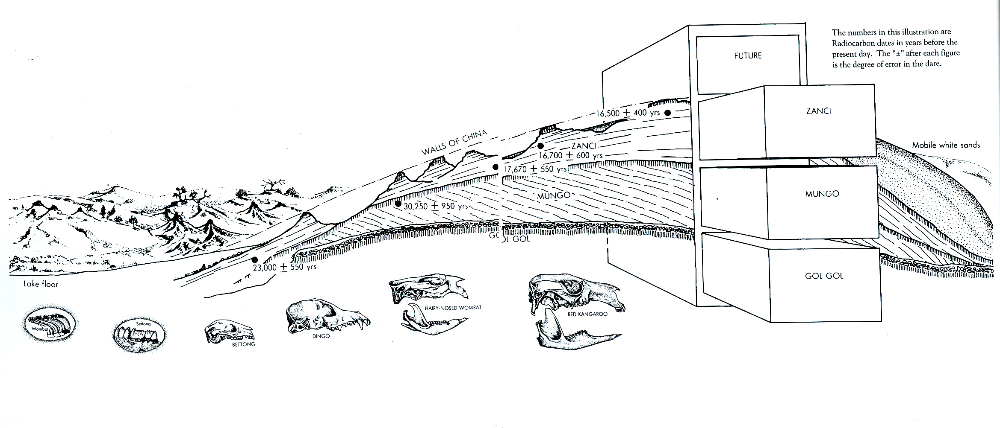 The numbers in this illustration are
Radiocarbon dates in years before the
present day. The “±” after each figure
is the degree of error in the date.
FUTURE
ZANCI
MUNGO
GOL GOL
Mobile white sands
16,500 ± 400 yrs
WALLS OF CHINA
ZANCI
16,700 ± 600 yrs
17,670 ± 550 yrs
MUNGO
30,250 ± 950 yrs
GOL GOL
23,000 ± 550 yrs
Lake floor
Wombat
Bettong
BETTONG
DINGO
HAIRY-NOSED WOMBAT
RED KANGAROO